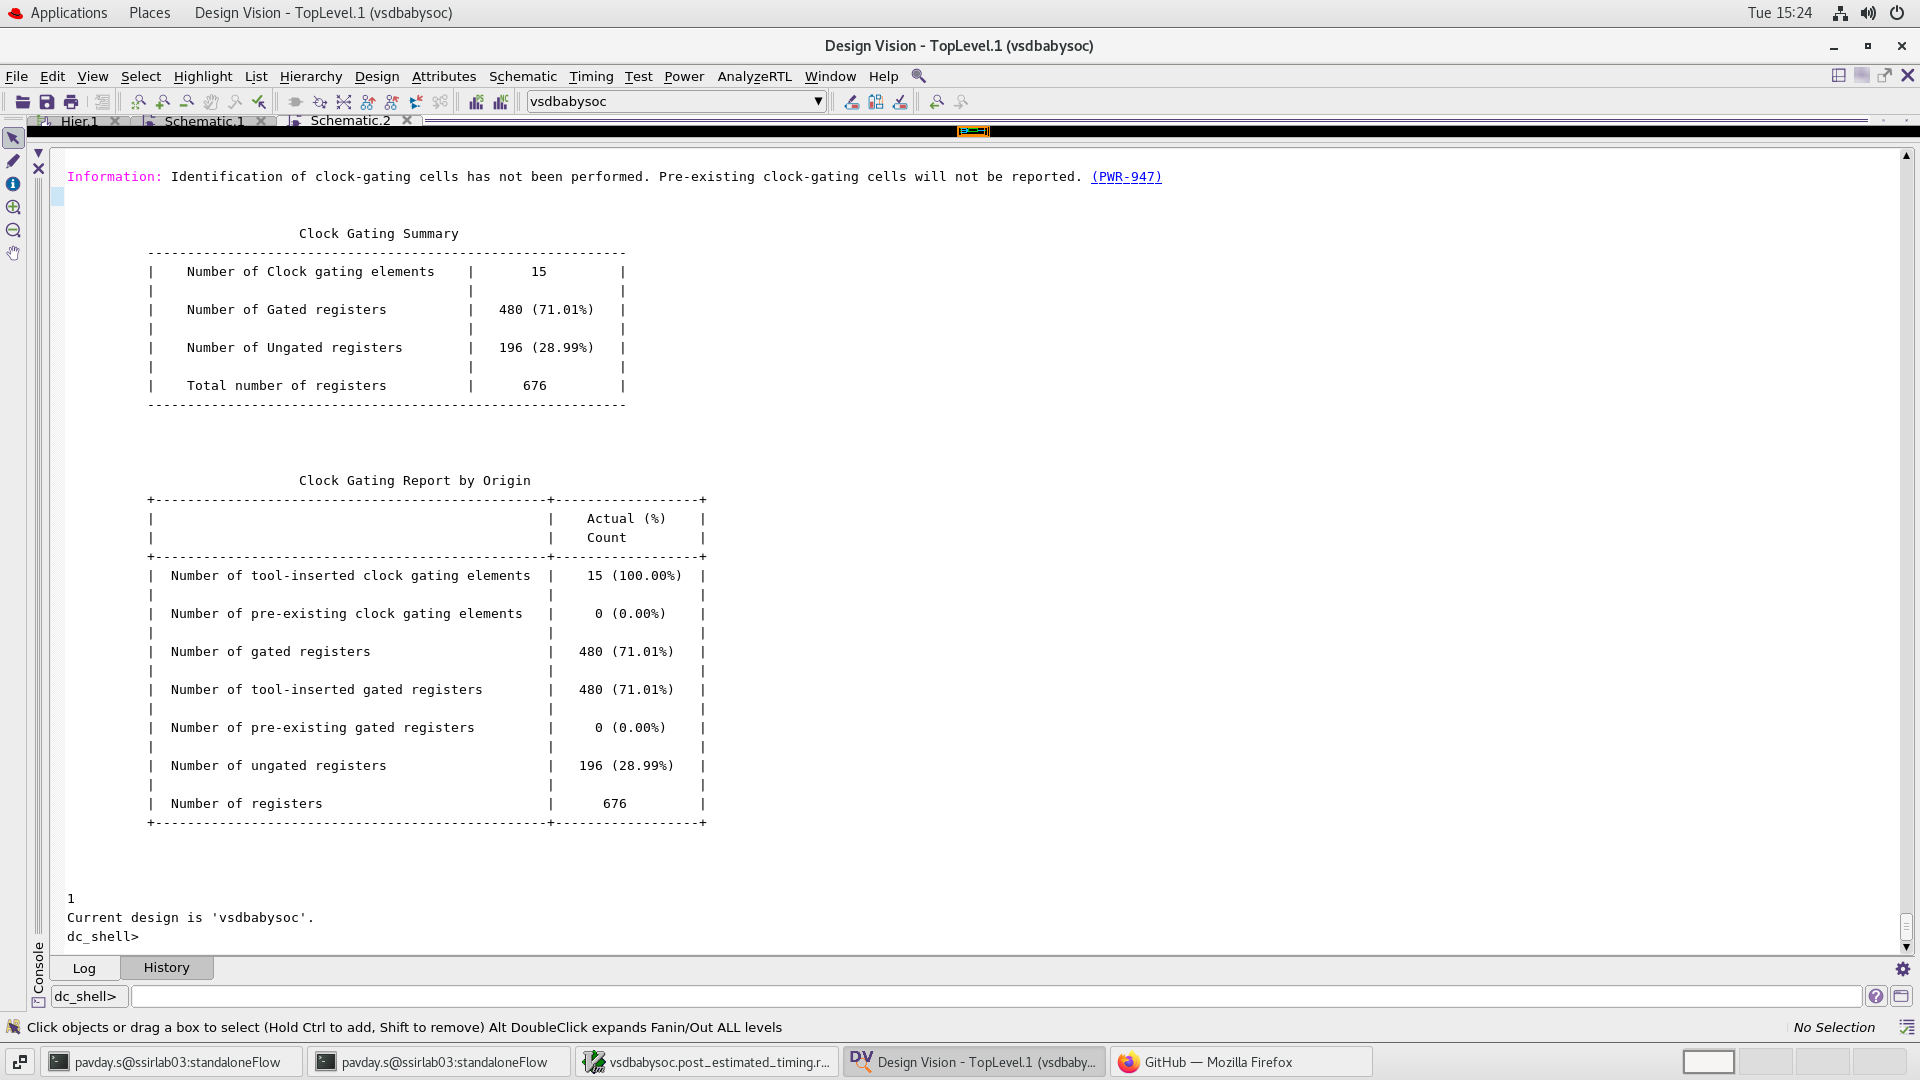 Applications Places Design Vision - TopLevel.1 (vsdbabysoc) Tue 15:24
Design Vision - TopLevel.1 (vsdbabysoc)
File Edit View Select Highlight List Hierarchy Design Attributes Schematic Timing Test Power AnalyzeRTL Window Help
vsdbabysoc
Hier.1 Schematic.1 Schematic.2
Information: Identification of clock-gating cells has not been performed. Pre-existing clock-gating cells will not be reported. (PWR-947)
Clock Gating Summary
------------------------------------------------------------
| Number of Clock gating elements | 15 |
| | |
| Number of Gated registers | 480 (71.01%) |
| | |
| Number of Ungated registers | 196 (28.99%) |
| | |
| Total number of registers | 676 |
------------------------------------------------------------
Clock Gating Report by Origin
+-------------------------------------------------+------------------+
| | Actual (%) |
| | Count |
+-------------------------------------------------+------------------+
| Number of tool-inserted clock gating elements | 15 (100.00%) |
| | |
| Number of pre-existing clock gating elements | 0 (0.00%) |
| | |
| Number of gated registers | 480 (71.01%) |
| | |
| Number of tool-inserted gated registers | 480 (71.01%) |
| | |
| Number of pre-existing gated registers | 0 (0.00%) |
| | |
| Number of ungated registers | 196 (28.99%) |
| | |
| Number of registers | 676 |
+-------------------------------------------------+------------------+
1
Current design is 'vsdbabysoc'.
dc_shell>
Console
Log History
dc_shell>
Click objects or drag a box to select (Hold Ctrl to add, Shift to remove) Alt DoubleClick expands Fanin/Out ALL levels No Selection
pavday.s@ssirlab03:standaloneFlow pavday.s@ssirlab03:standaloneFlow vsdbabysoc.post_estimated_timing.r... Design Vision - TopLevel.1 (vsdbaby... GitHub — Mozilla Firefox